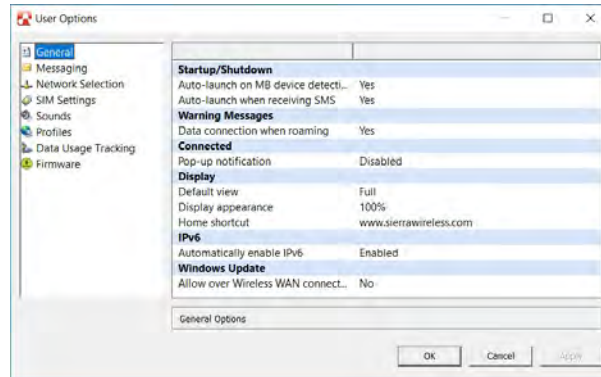 User Options
General
Messaging
Network Selection
SIM Settings
Sounds
Profiles
Data Usage Tracking
Firmware
Startup/Shutdown
Auto-launch on MB device detecti... Yes
Auto-launch when receiving SMS Yes
Warning Messages
Data connection when roaming Yes
Connected
Pop-up notification Disabled
Display
Default view Full
Display appearance 100%
Home shortcut www.sierrawireless.com
IPv6
Automatically enable IPv6 Enabled
Windows Update
Allow over Wireless WAN connect... No
General Options
OK Cancel Apply